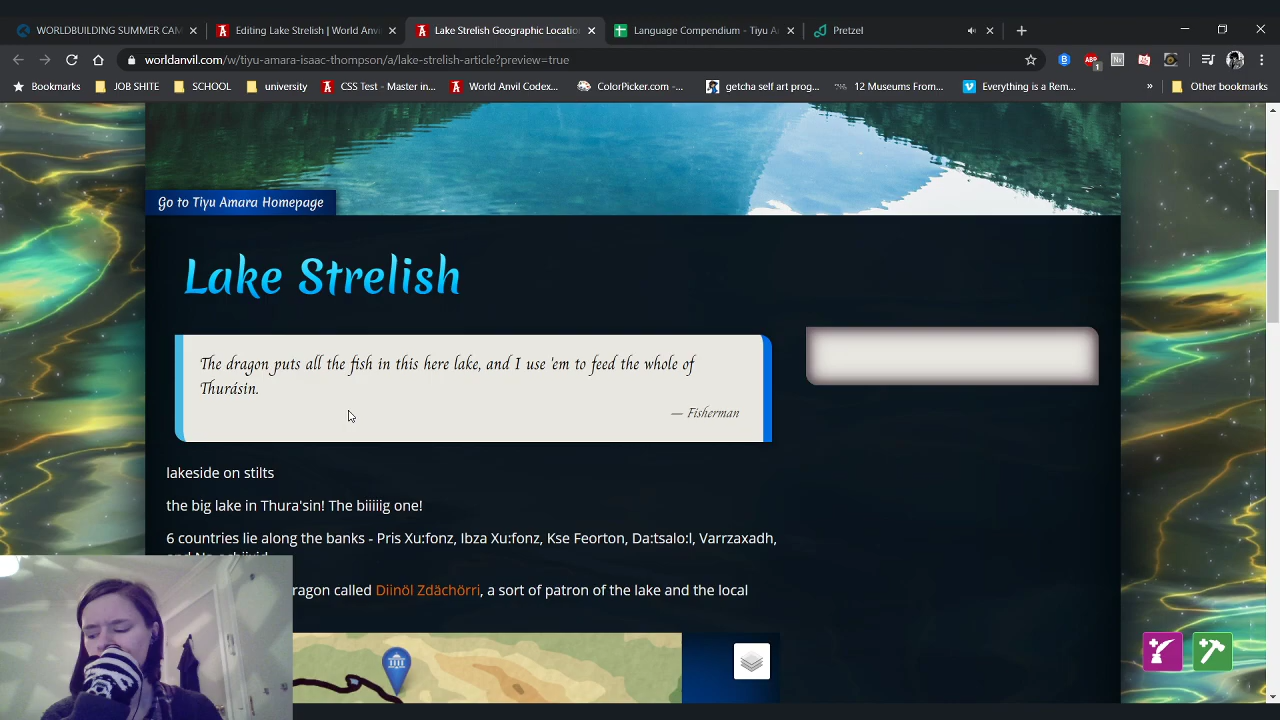 WORLDBUILDING SUMMER CAM
Editing Lake Strelish | World Anvi
Lake Strelish Geographic Locatio
Language Compendium - Tiyu A
Pretzel
worldanvil.com/w/tiyu-amara-isaac-thompson/a/lake-strelish-article?preview=true
ABP
1
Bookmarks
JOB SHITE
SCHOOL
university
CSS Test - Master in...
World Anvil Codex...
ColorPicker.com -...
getcha self art prog...
12 Museums From...
Everything is a Rem...
»
Other bookmarks
Go to Tiyu Amara Homepage
Lake Strelish
The dragon puts all the fish in this here lake, and I use 'em to feed the whole of
Thurásin.
— Fisherman
lakeside on stilts
the big lake in Thura'sin! The biiiiig one!
6 countries lie along the banks - Pris Xu:fonz, Ibza Xu:fonz, Kse Feorton, Da:tsalo:l, Varrzaxadh,
ragon called Diinöl Zdächörri, a sort of patron of the lake and the local